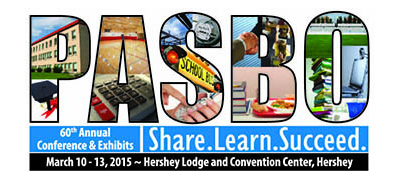 PASBO
SCHOOL BUS
60th Annual
Conference & Exhibits
Share.Learn.Succeed.
March 10 - 13, 2015 ~ Hershey Lodge and Convention Center, Hershey